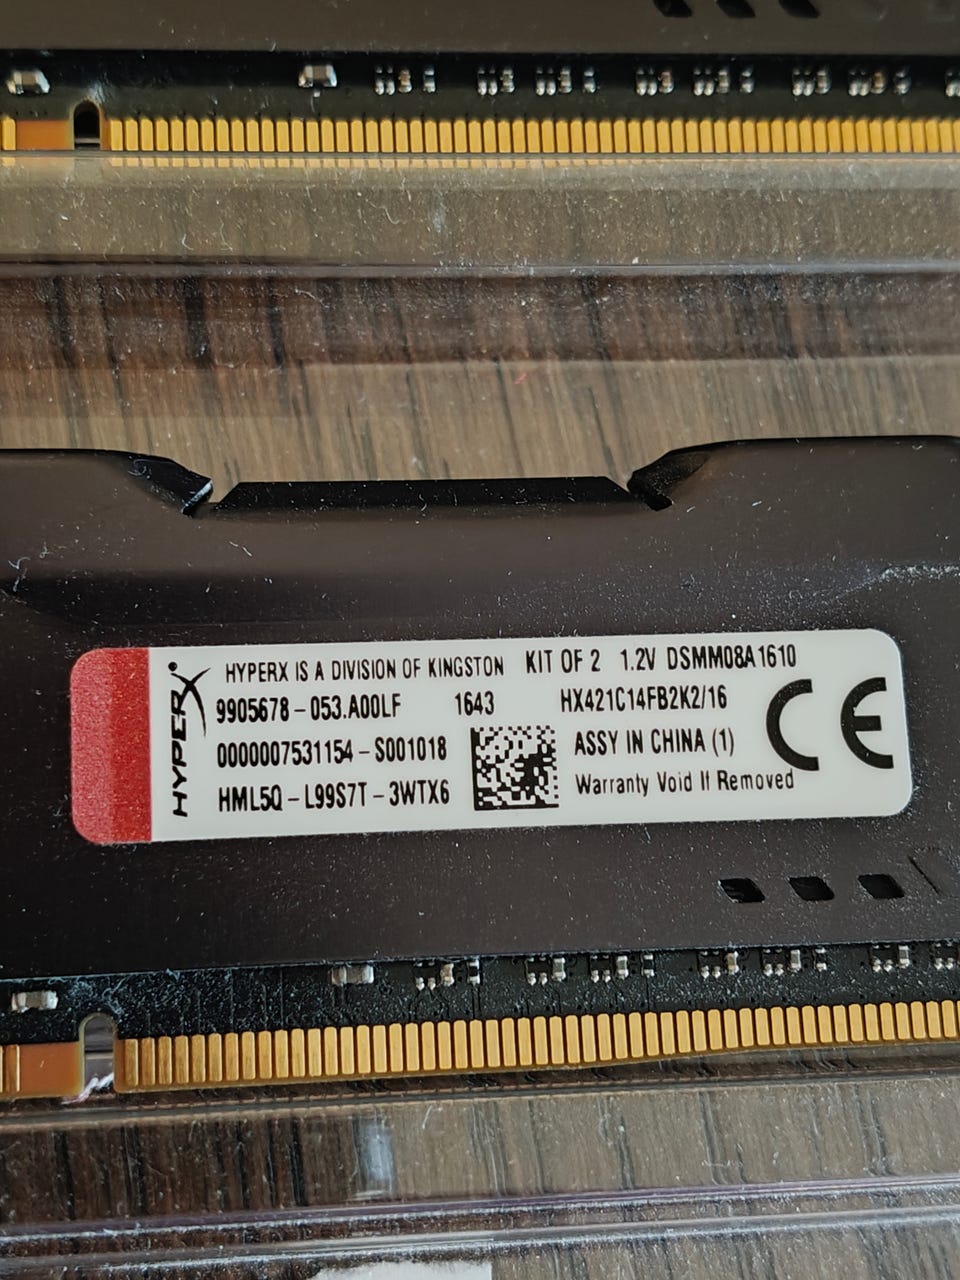 HYPERX
HYPERX IS A DIVISION OF KINGSTON KIT OF 2 1.2V DSMM08A1610
9905678-053.A00LF 1643 HX421C14FB2K2/16
0000007531154-S001018 ASSY IN CHINA (1)
HML5Q-L99S7T-3WTX6 Warranty Void If Removed
CE